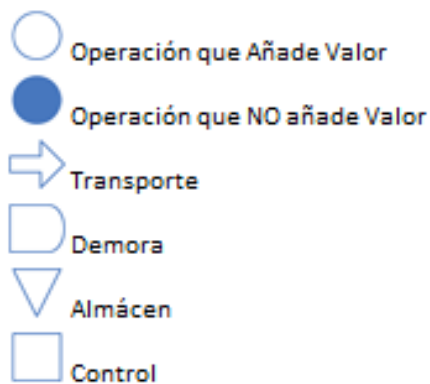 Operación que Añade Valor
Operación que NO añade Valor
Transporte
Demora
Almácen
Control